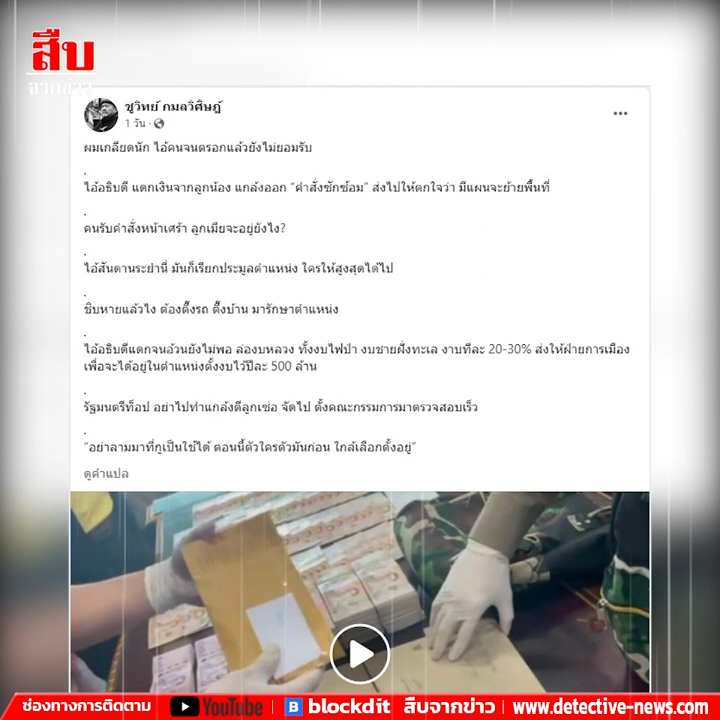 สืบ
จากข่าว
ชูวิทย์ กมลวิศิษฎ์
1 วัน ·
ผมเกลียดนัก ไอ้คนจนตรอกแล้วยังไม่ยอมรับ
.
ไอ้อธิบดี แดกเงินจากลูกน้อง แกล้งออก “คำสั่งซักซ้อม” ส่งไปให้ตกใจว่า มีแผนจะย้ายพื้นที่
.
คนรับคำสั่งหน้าเศร้า ลูกเมียจะอยู่ยังไง?
.
ไอ้สันดานระยำนี่ มันก็เรียกประมูลตำแหน่ง ใครให้สูงสุดได้ไป
.
ชิบหายแล้วไง ต้องดึ๊งรถ ดึ๊งบ้าน มารักษาตำแหน่ง
.
ไอ้อธิบดีแดกจนอ้วนยังไม่พอ ล่องบหลวง ทั้งงบไฟป่า งบชายฝั่งทะเล งาบทีละ 20-30% ส่งให้ฝ่ายการเมือง
เพื่อจะได้อยู่ในตำแหน่งตั้งงบไว้ปีละ 500 ล้าน
.
รัฐมนตรีท็อป อย่าไปทำแกล้งตีลูกเซ่อ จัดไป ตั้งคณะกรรมการมาตรวจสอบเร็ว
.
“อย่าลามมาที่กูเป็นใช้ได้ ตอนนี้ตัวใครตัวมันก่อน ใกล้เลือกตั้งอยู่”
ดูคำแปล
ช่องทางการติดตาม YouTube B blockdit สืบจากข่าว www.detective-news.com